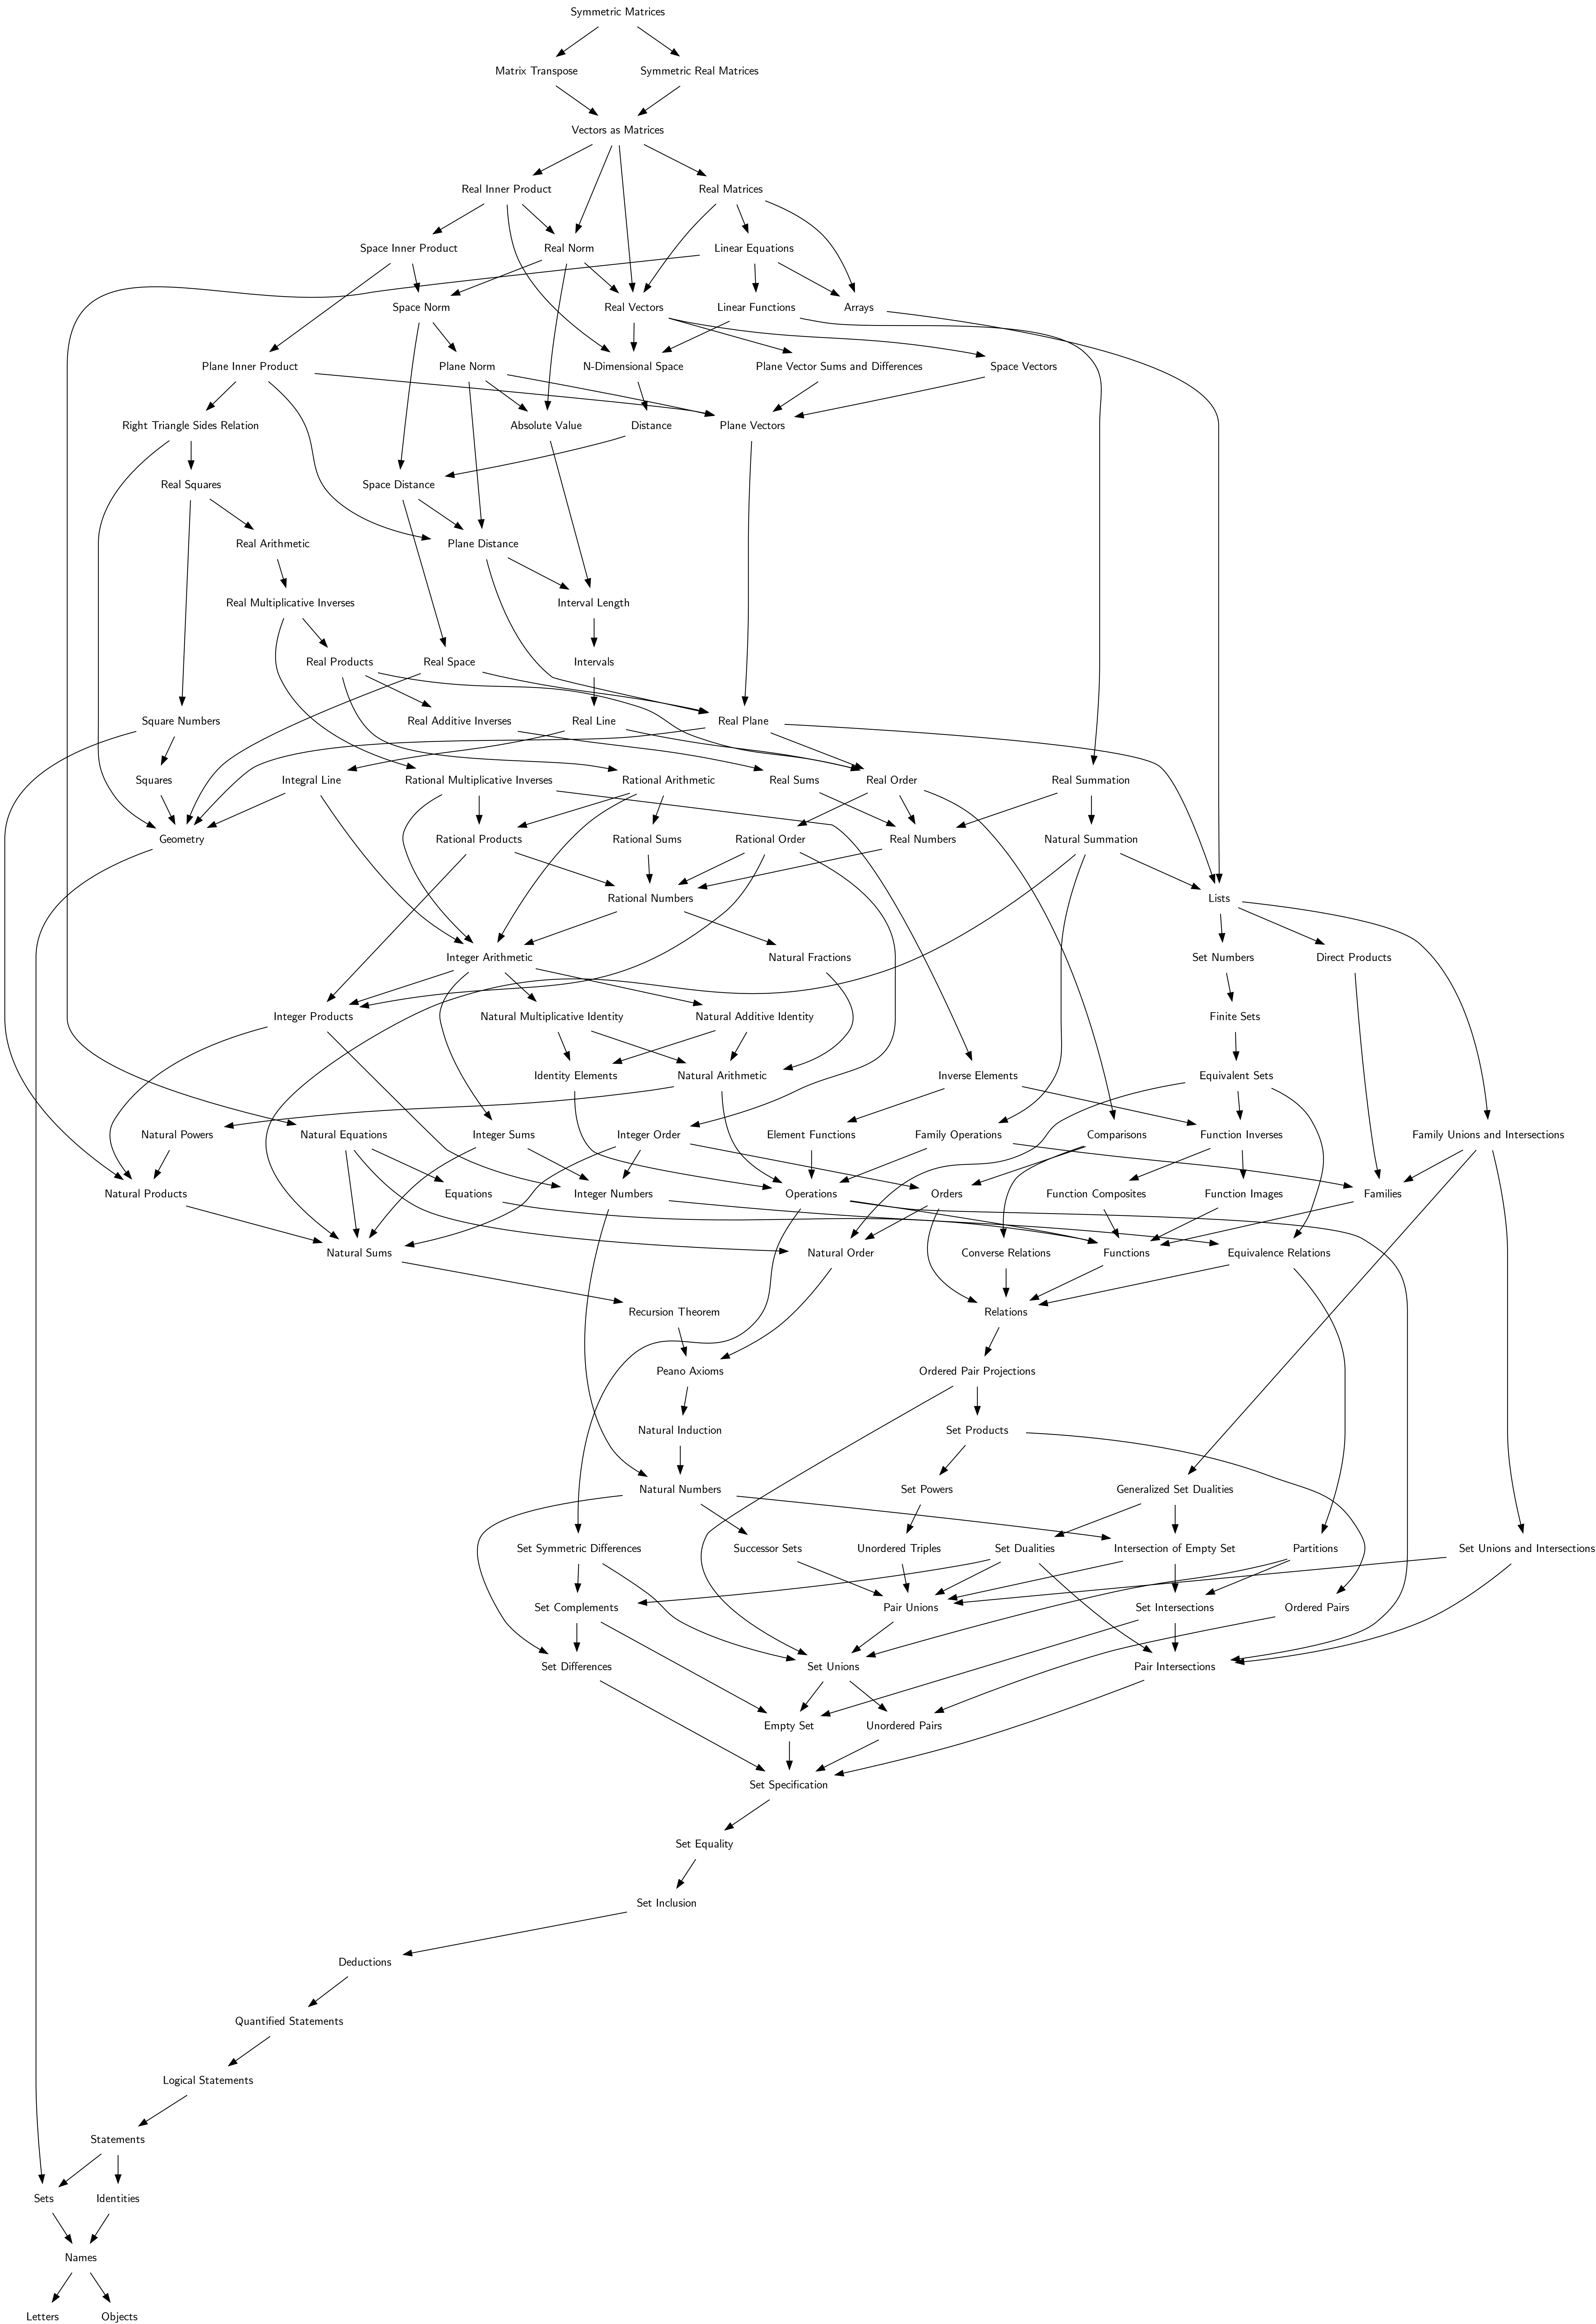 Symmetric Matrices
Matrix Transpose
Symmetric Real Matrices
Vectors as Matrices
Real Inner Product
Real Matrices
Space Inner Product
Real Norm
Linear Equations
Space Norm
Real Vectors
Linear Functions
Arrays
Plane Inner Product
Plane Norm
N-Dimensional Space
Plane Vector Sums and Differences
Space Vectors
Right Triangle Sides Relation
Absolute Value
Distance
Plane Vectors
Real Squares
Space Distance
Real Arithmetic
Plane Distance
Real Multiplicative Inverses
Interval Length
Real Products
Real Space
Intervals
Square Numbers
Real Additive Inverses
Real Line
Real Plane
Squares
Integral Line
Rational Multiplicative Inverses
Rational Arithmetic
Real Sums
Real Order
Real Summation
Geometry
Rational Products
Rational Sums
Rational Order
Real Numbers
Natural Summation
Rational Numbers
Lists
Integer Arithmetic
Natural Fractions
Set Numbers
Direct Products
Integer Products
Natural Multiplicative Identity
Natural Additive Identity
Finite Sets
Identity Elements
Natural Arithmetic
Inverse Elements
Equivalent Sets
Natural Powers
Natural Equations
Integer Sums
Integer Order
Element Functions
Family Operations
Comparisons
Function Inverses
Family Unions and Intersections
Natural Products
Equations
Integer Numbers
Operations
Orders
Function Composites
Function Images
Families
Natural Sums
Natural Order
Converse Relations
Functions
Equivalence Relations
Recursion Theorem
Relations
Peano Axioms
Ordered Pair Projections
Natural Induction
Set Products
Natural Numbers
Set Powers
Generalized Set Dualities
Set Symmetric Differences
Successor Sets
Unordered Triples
Set Dualities
Intersection of Empty Set
Partitions
Set Unions and Intersections
Set Complements
Pair Unions
Set Intersections
Ordered Pairs
Set Differences
Set Unions
Pair Intersections
Empty Set
Unordered Pairs
Set Specification
Set Equality
Set Inclusion
Deductions
Quantified Statements
Logical Statements
Statements
Sets
Identities
Names
Letters
Objects